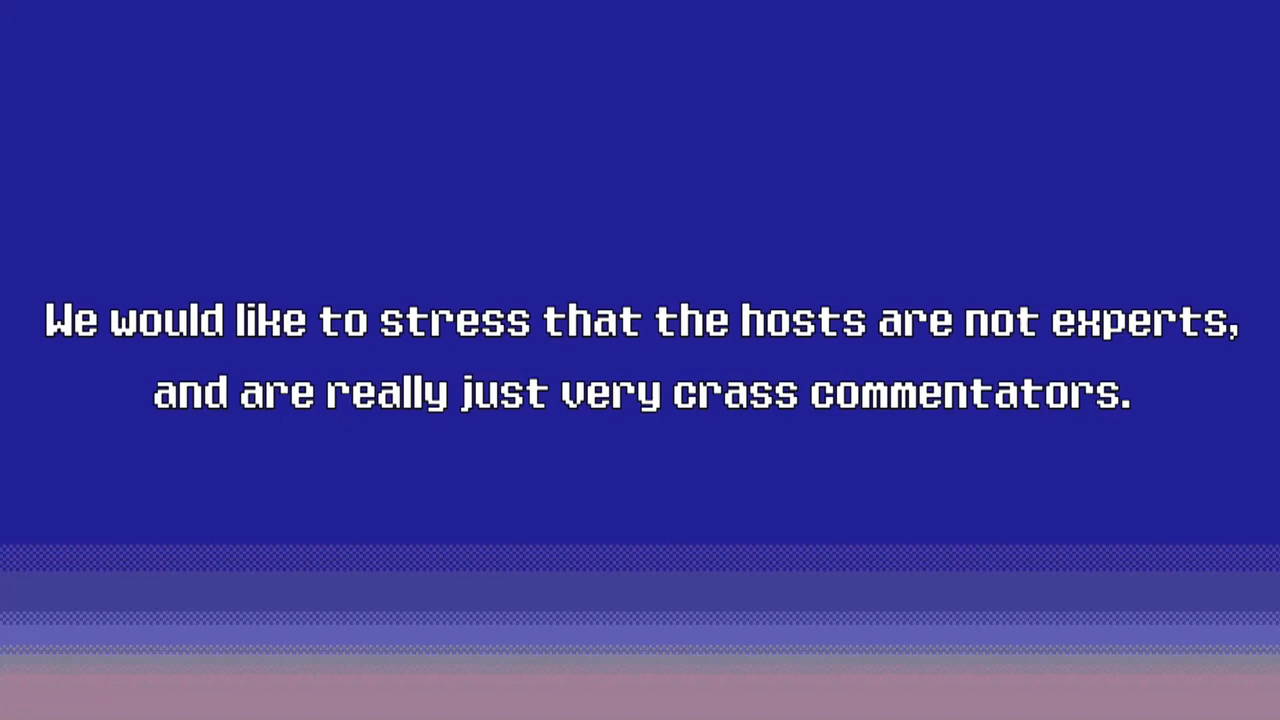 We would like to stress that the hosts are not experts,
and are really just very crass commentators.